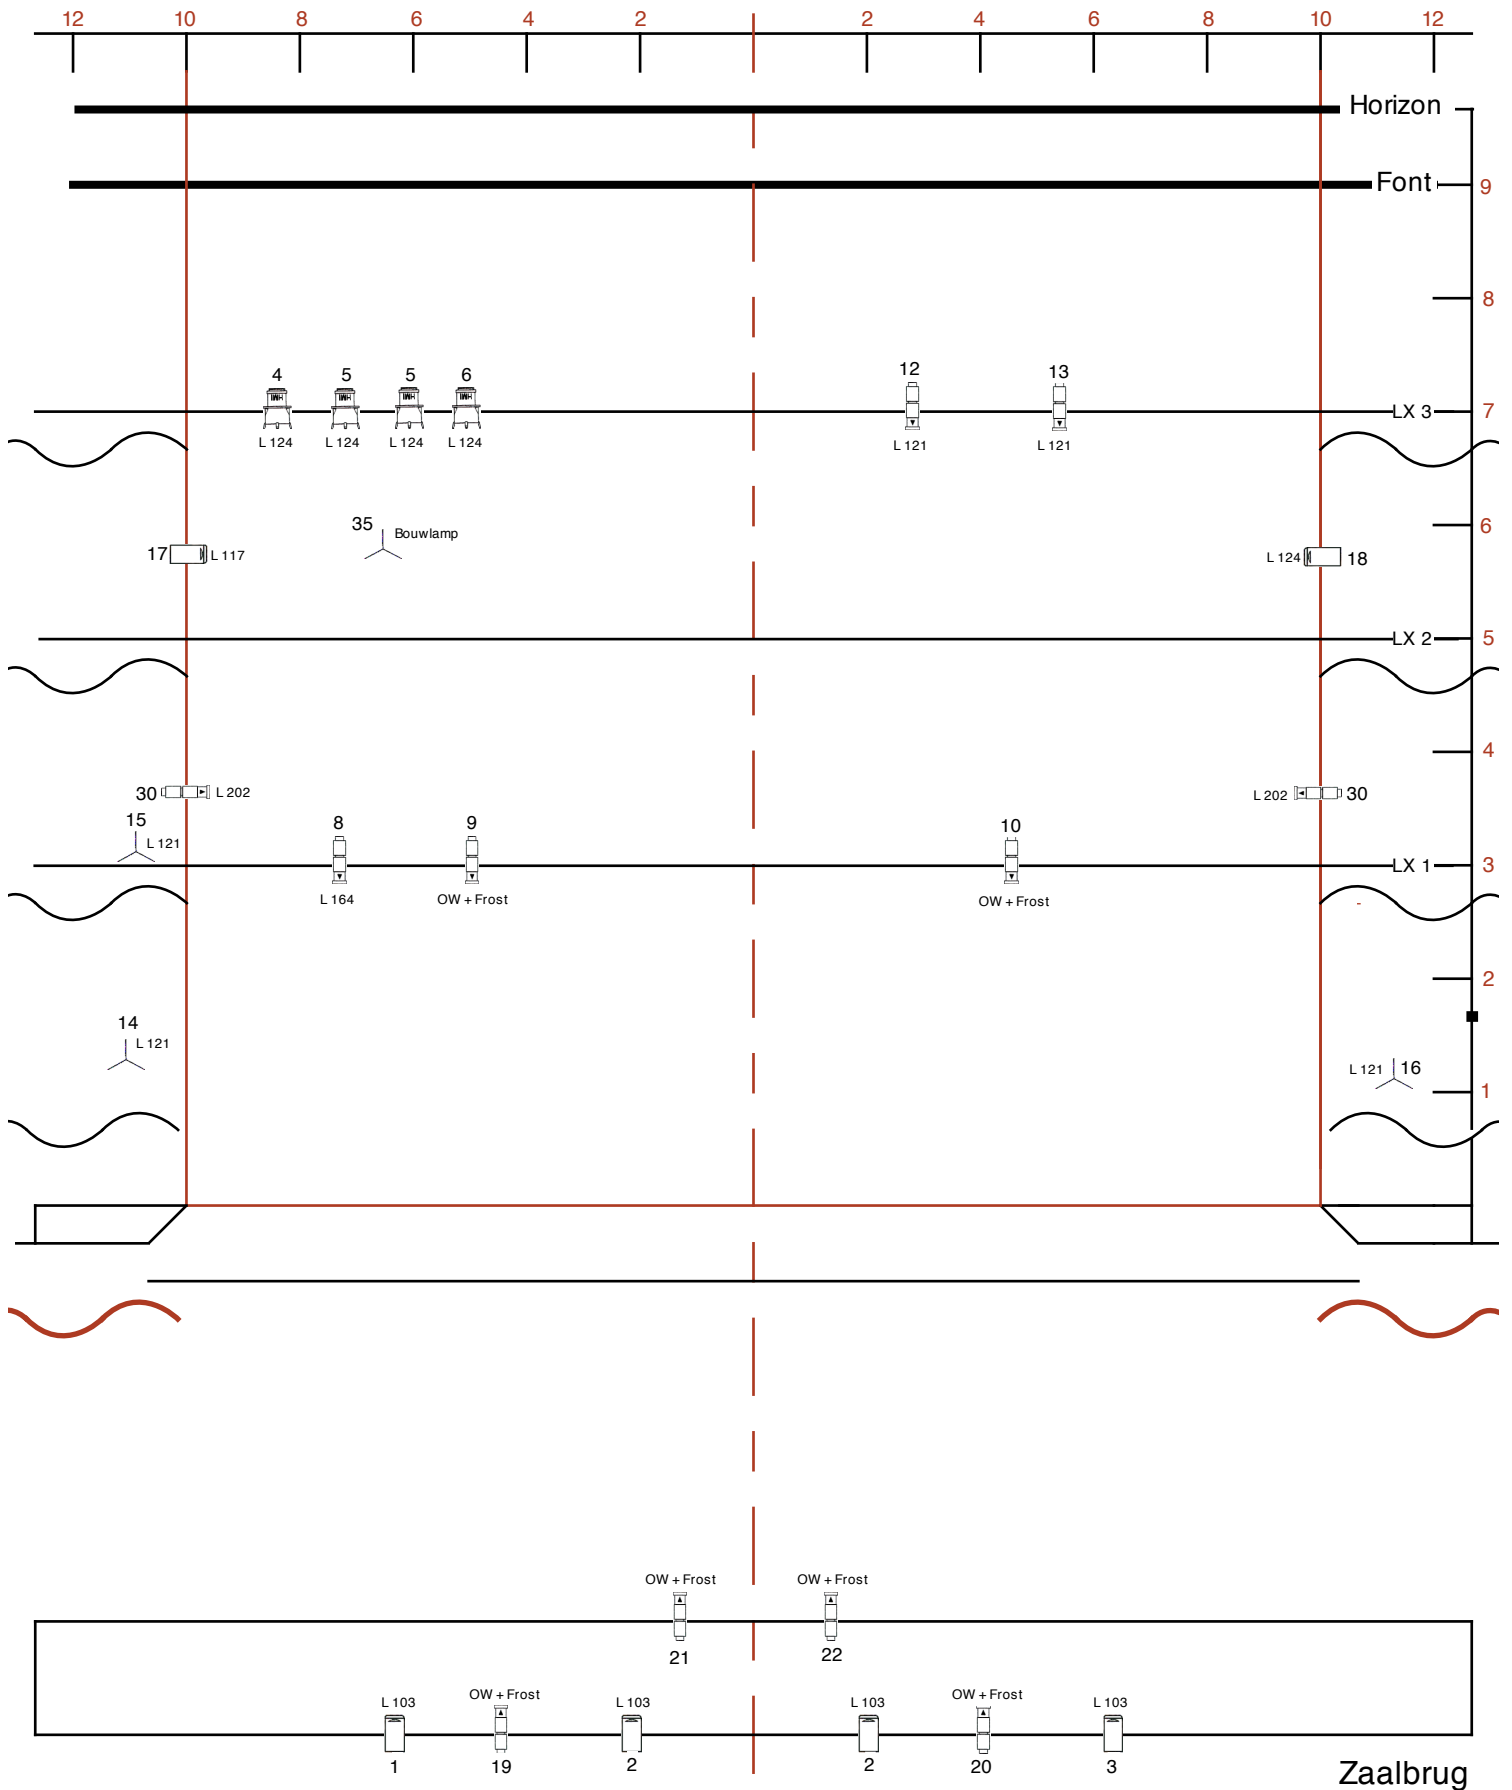 12 10 8 6 4 2 2 4 6 8 10 12
Horizon
Font 9
8
4 5 5 6 12 13
HMI HMI HMI HMI
LX 3 7
L 124 L 124 L 124 L 124 L 121 L 121
35 Bouwlamp 6
17 L 117 L 124 18
LX 2 5
4
30 L 202 L 202 30
15 L 121 8 9 10
LX 1 3
L 164 OW + Frost OW + Frost
2
14 L 121
L 121 16
1
OW + Frost OW + Frost
21 22
L 103 OW + Frost L 103 L 103 OW + Frost L 103
1 19 2 2 20 3
Zaalbrug